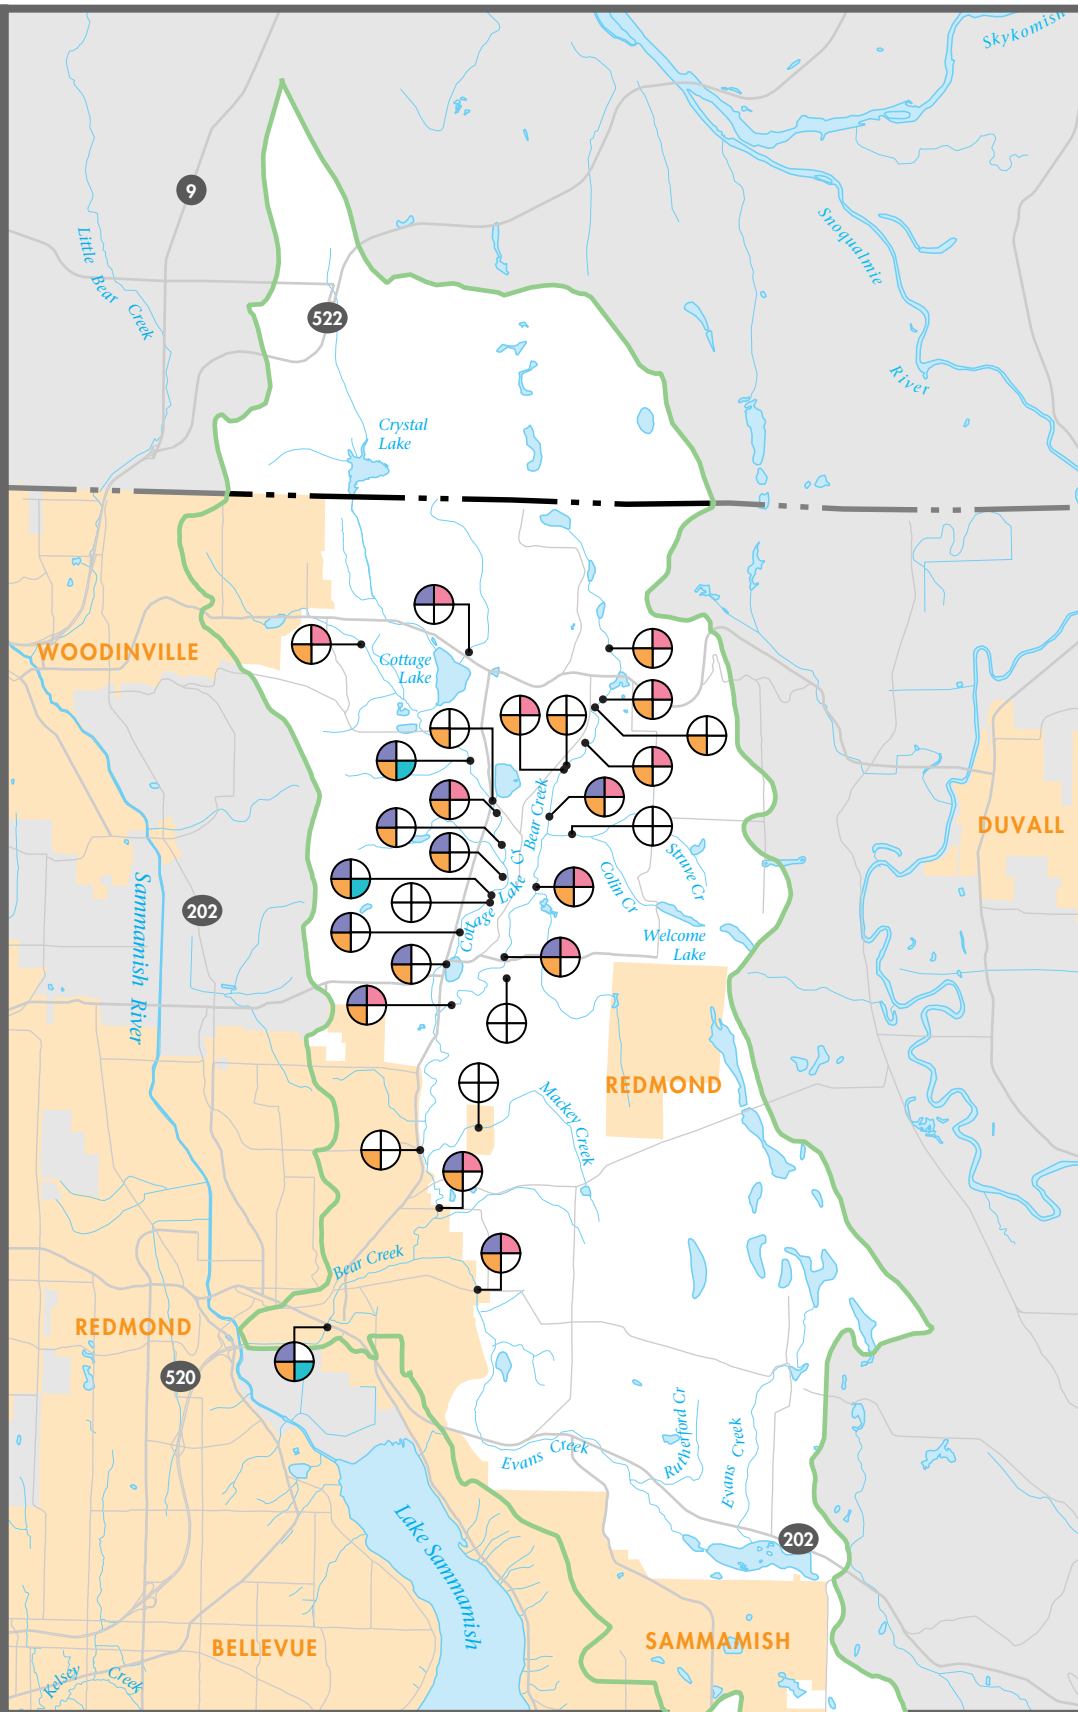 Skykomish
9
Little Bear Creek
Snoqualmie
River
522
Crystal
Lake
WOODINVILLE
Cottage
Lake
Bear Creek
DUVALL
Struve Cr
Colin Cr
Cottage Lake Cr
Sammamish River
202
Welcome
Lake
REDMOND
Mackey Creek
Bear Creek
REDMOND
520
Rutherford Cr
Evans Creek
Evans Creek
202
Lake Sammamish
BELLEVUE
SAMMAMISH
Kelsey Creek